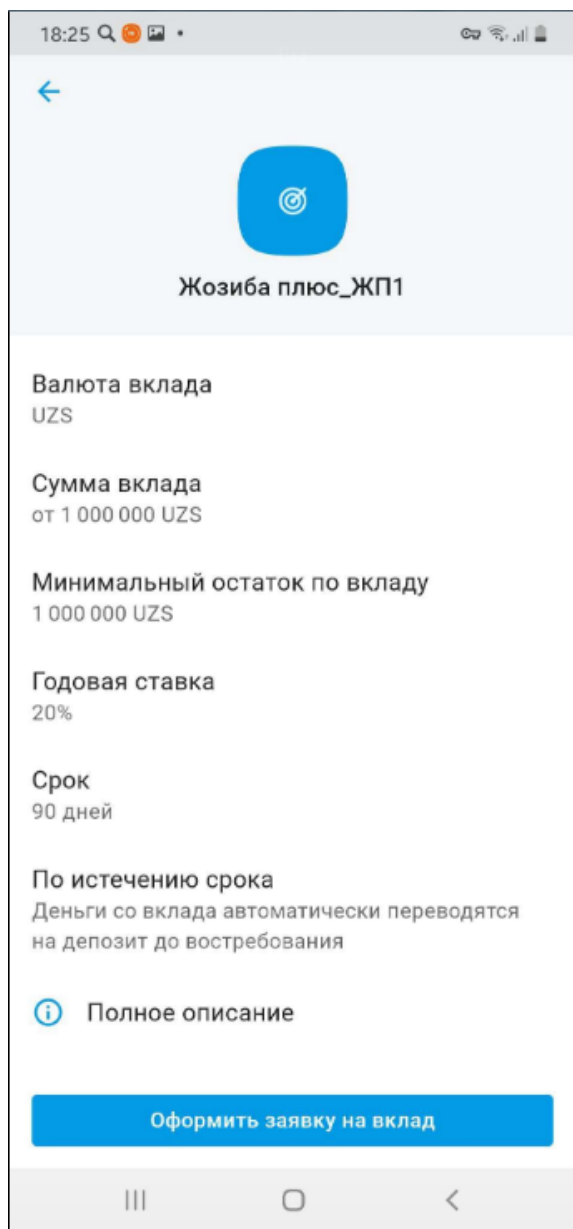 18:25
Жозиба плюс_ЖП1
Валюта вклада
UZS
Сумма вклада
от 1 000 000 UZS
Минимальный остаток по вкладу
1 000 000 UZS
Годовая ставка
20%
Срок
90 дней
По истечению срока
Деньги со вклада автоматически переводятся
на депозит до востребования
Полное описание
Оформить заявку на вклад